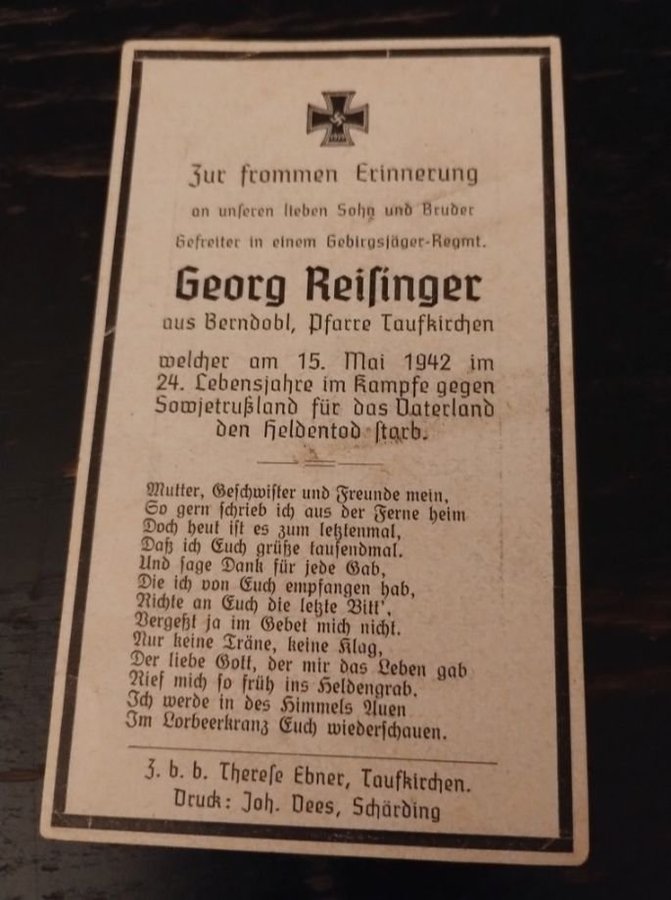 Zur frommen Erinnerung
an unseren lieben Sohn und Bruder
Gefreiter in einem Gebirgsjäger-Regmt.
Georg Reisinger
aus Berndobl, Pfarre Taufkirchen
welcher am 15. Mai 1942 im
24. Lebensjahre im Kampfe gegen
Sowjetrußland für das Vaterland
den Heldentod starb.
Mutter, Geschwister und Freunde mein,
So gern schrieb ich aus der Ferne heim
Doch heut ist es zum letztenmal,
Daß ich Euch grüße tausendmal.
Und sage Dank für jede Gab,
Die ich von Euch empfangen hab,
Richte an Euch die letzte Bitt',
Vergeßt ja im Gebet mich nicht.
Nur keine Träne, keine Klag,
Der liebe Gott, der mir das Leben gab
Rief mich so früh ins Heldengrab.
Ich werde in des Himmels Auen
Im Lorbeerkranz Euch wiederschauen.
Z. b. b. Therese Ebner, Taufkirchen.
Druck: Joh. Vees, Schärding